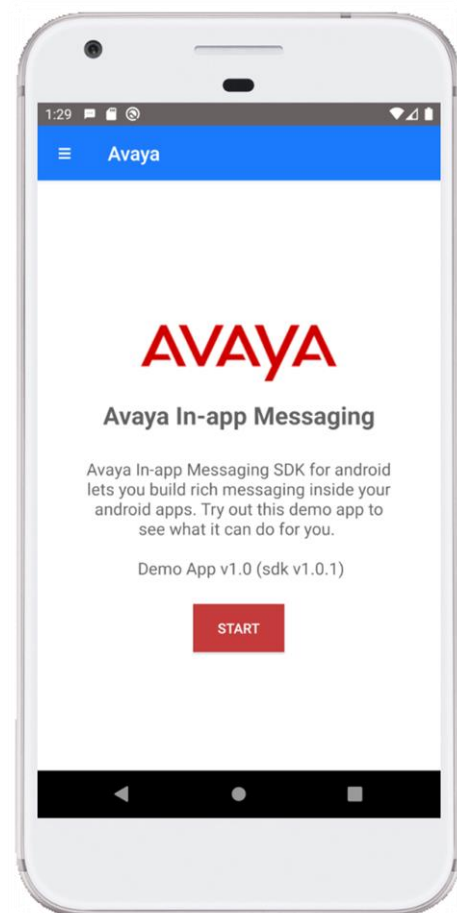 1:29
Avaya
AVAYA
Avaya In-app Messaging
Avaya In-app Messaging SDK for android
lets you build rich messaging inside your
android apps. Try out this demo app to
see what it can do for you.
Demo App v1.0 (sdk v1.0.1)
START